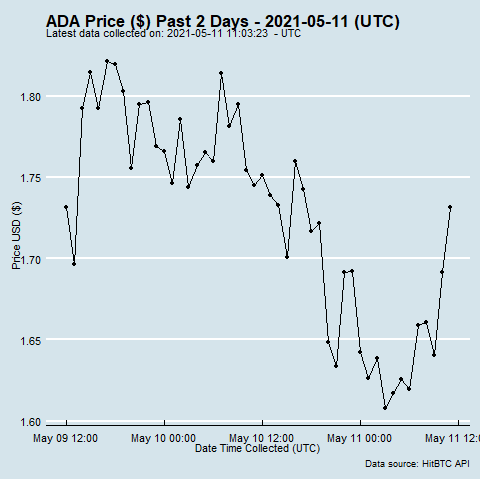 ADA Price ($) Past 2 Days - 2021-05-11 (UTC)
Latest data collected on: 2021-05-11 11:03:23 - UTC
1.80
1.75
1.70
1.65
1.60
Price USD ($)
May 09 12:00 May 10 00:00 May 10 12:00 May 11 00:00 May 11 12:
Date Time Collected (UTC)
Data source: HitBTC API